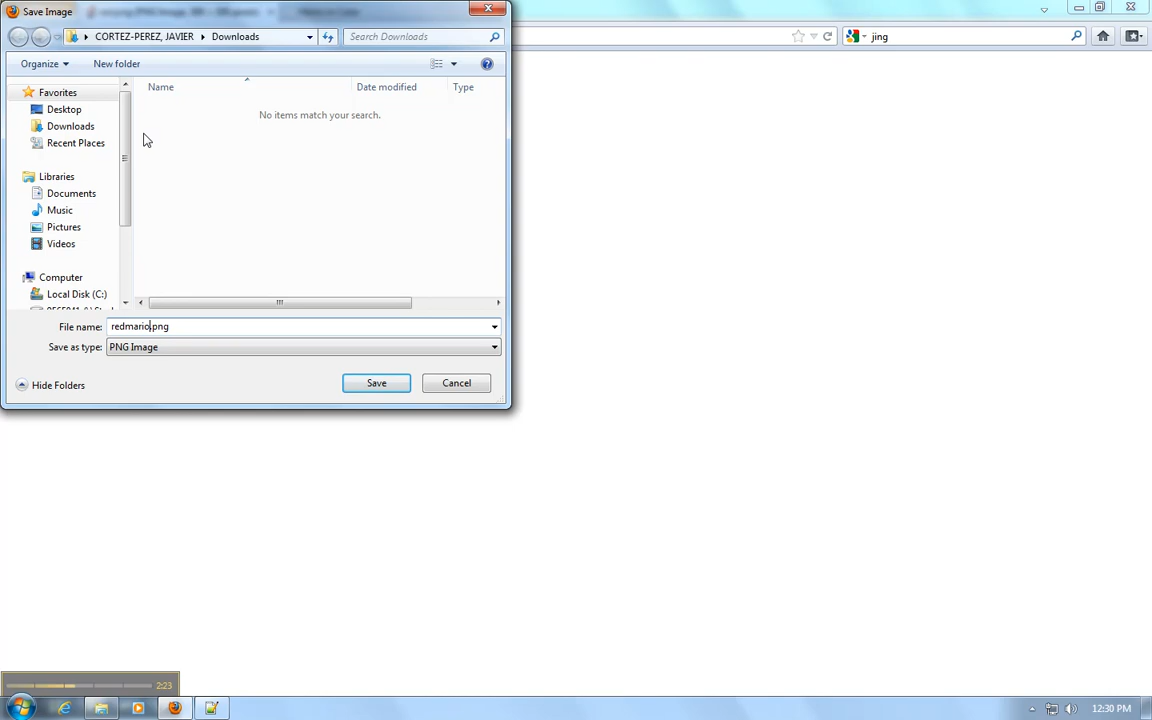 Save Image
CORTEZ-PEREZ, JAVIER Downloads
Search Downloads
jing
Organize New folder
Favorites
Desktop
Downloads
Recent Places
Libraries
Documents
Music
Pictures
Videos
Computer
Local Disk (C:)
Name Date modified Type
No items match your search.
File name: redmario.png
Save as type: PNG Image
Hide Folders Save Cancel
2:23
12:30 PM